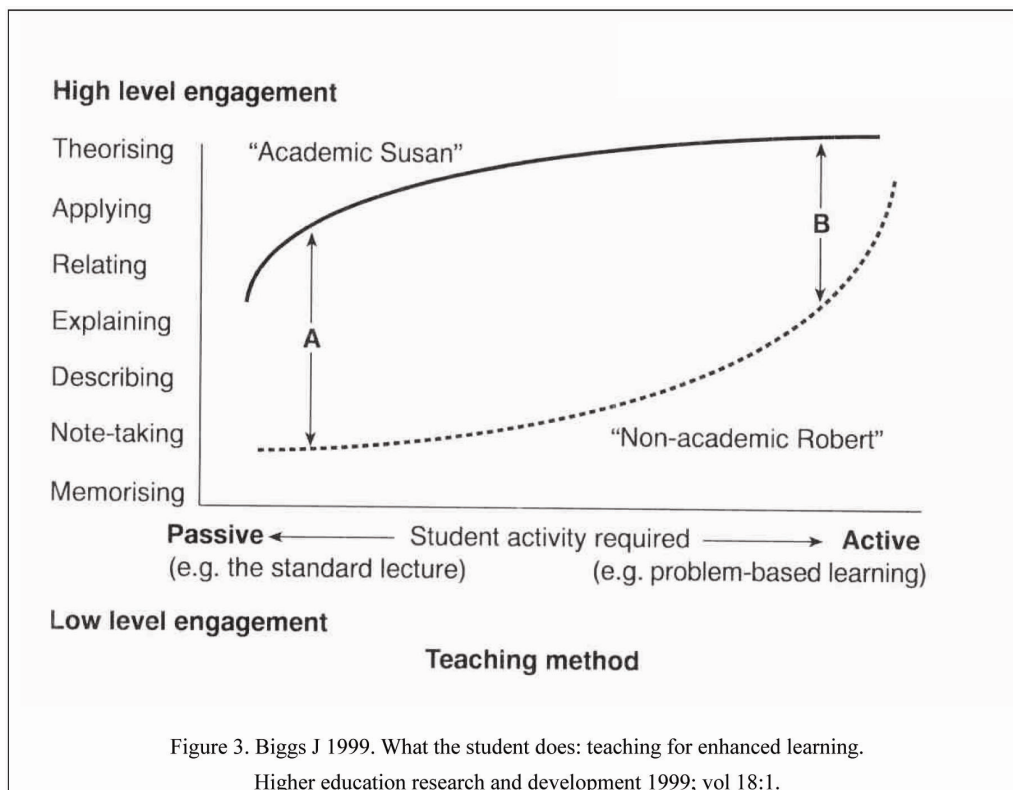 High level engagement
Theorising
"Academic Susan"
Applying
B
Relating
Explaining
A
Describing
Note-taking
"Non-academic Robert"
Memorising
Passive Student activity required Active
(e.g. the standard lecture) (e.g. problem-based learning)
Low level engagement
Teaching method
Figure 3. Biggs J 1999. What the student does: teaching for enhanced learning.
Higher education research and development 1999; vol 18:1.